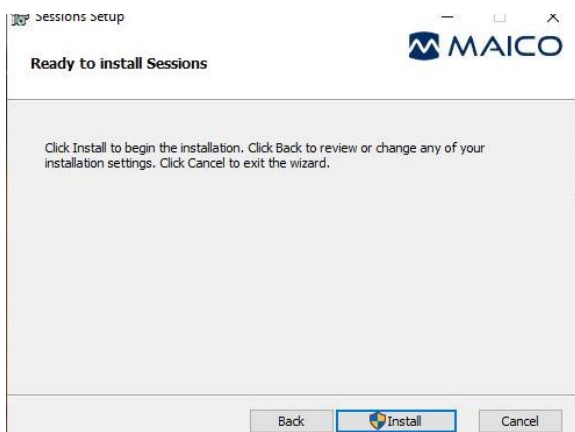 Sessions Setup
MAICO
Ready to install Sessions
Click Install to begin the installation. Click Back to review or change any of your
installation settings. Click Cancel to exit the wizard.
Back
Install
Cancel